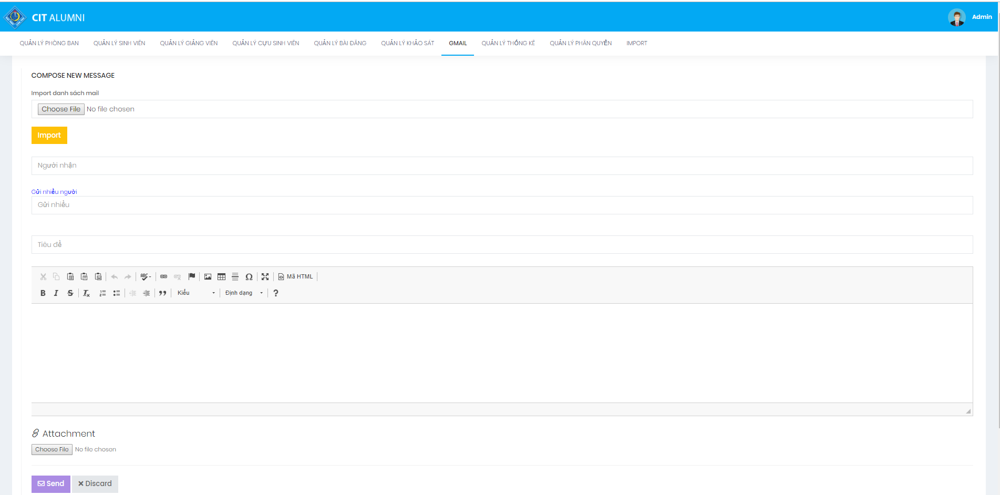 CIT ALUMNI
Admin
QUẢN LÝ PHÒNG BAN QUẢN LÝ SINH VIÊN QUẢN LÝ GIẢNG VIÊN QUẢN LÝ CỰU SINH VIÊN QUẢN LÝ BÀI ĐĂNG QUẢN LÝ KHẢO SÁT GMAIL QUẢN LÝ THỐNG KÊ QUẢN LÝ PHÂN QUYỀN IMPORT
COMPOSE NEW MESSAGE
Import danh sách mail
Choose File No file chosen
Import
Người nhận
Gửi nhiều người
Gửi nhiều
Tiêu đề
ABC Ω Mã HTML
B I S Tx Kiểu Định dạng ?
Attachment
Choose File No file chosen
Send Discard